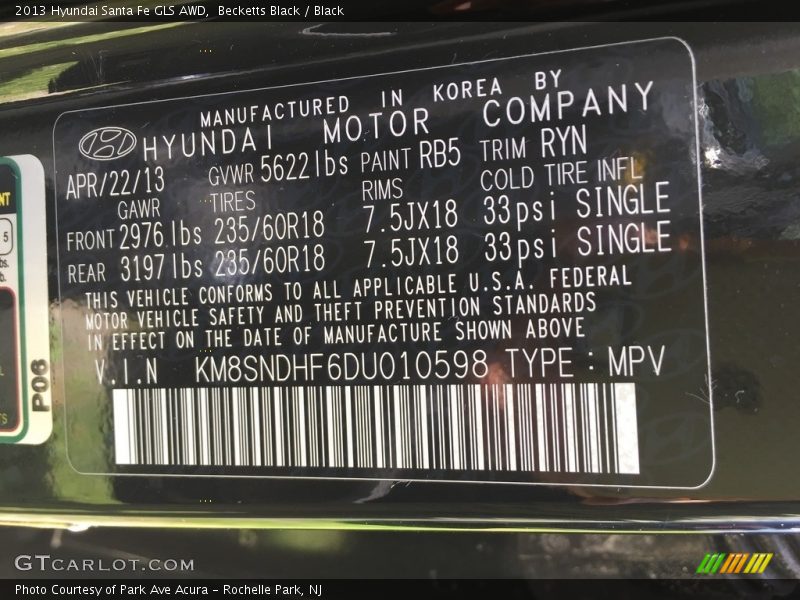 2013 Hyundai Santa Fe GLS AWD, Becketts Black / Black
MANUFACTURED IN KOREA BY
HYUNDAI MOTOR COMPANY
APR/22/13 GVWR 5622lbs PAINT RB5 TRIM RYN
GAWR TIRES RIMS COLD TIRE INFL
FRONT 2976 lbs 235/60R18 7.5JX18 33psi SINGLE
REAR 3197 lbs 235/60R18 7.5JX18 33psi SINGLE
THIS VEHICLE CONFORMS TO ALL APPLICABLE U.S.A. FEDERAL
MOTOR VEHICLE SAFETY AND THEFT PREVENTION STANDARDS
IN EFFECT ON THE DATE OF MANUFACTURE SHOWN ABOVE
V.I.N KM8SNDHF6DU010598 TYPE : MPV
5
P06
GTCARLOT.COM
Photo Courtesy of Park Ave Acura - Rochelle Park, NJ